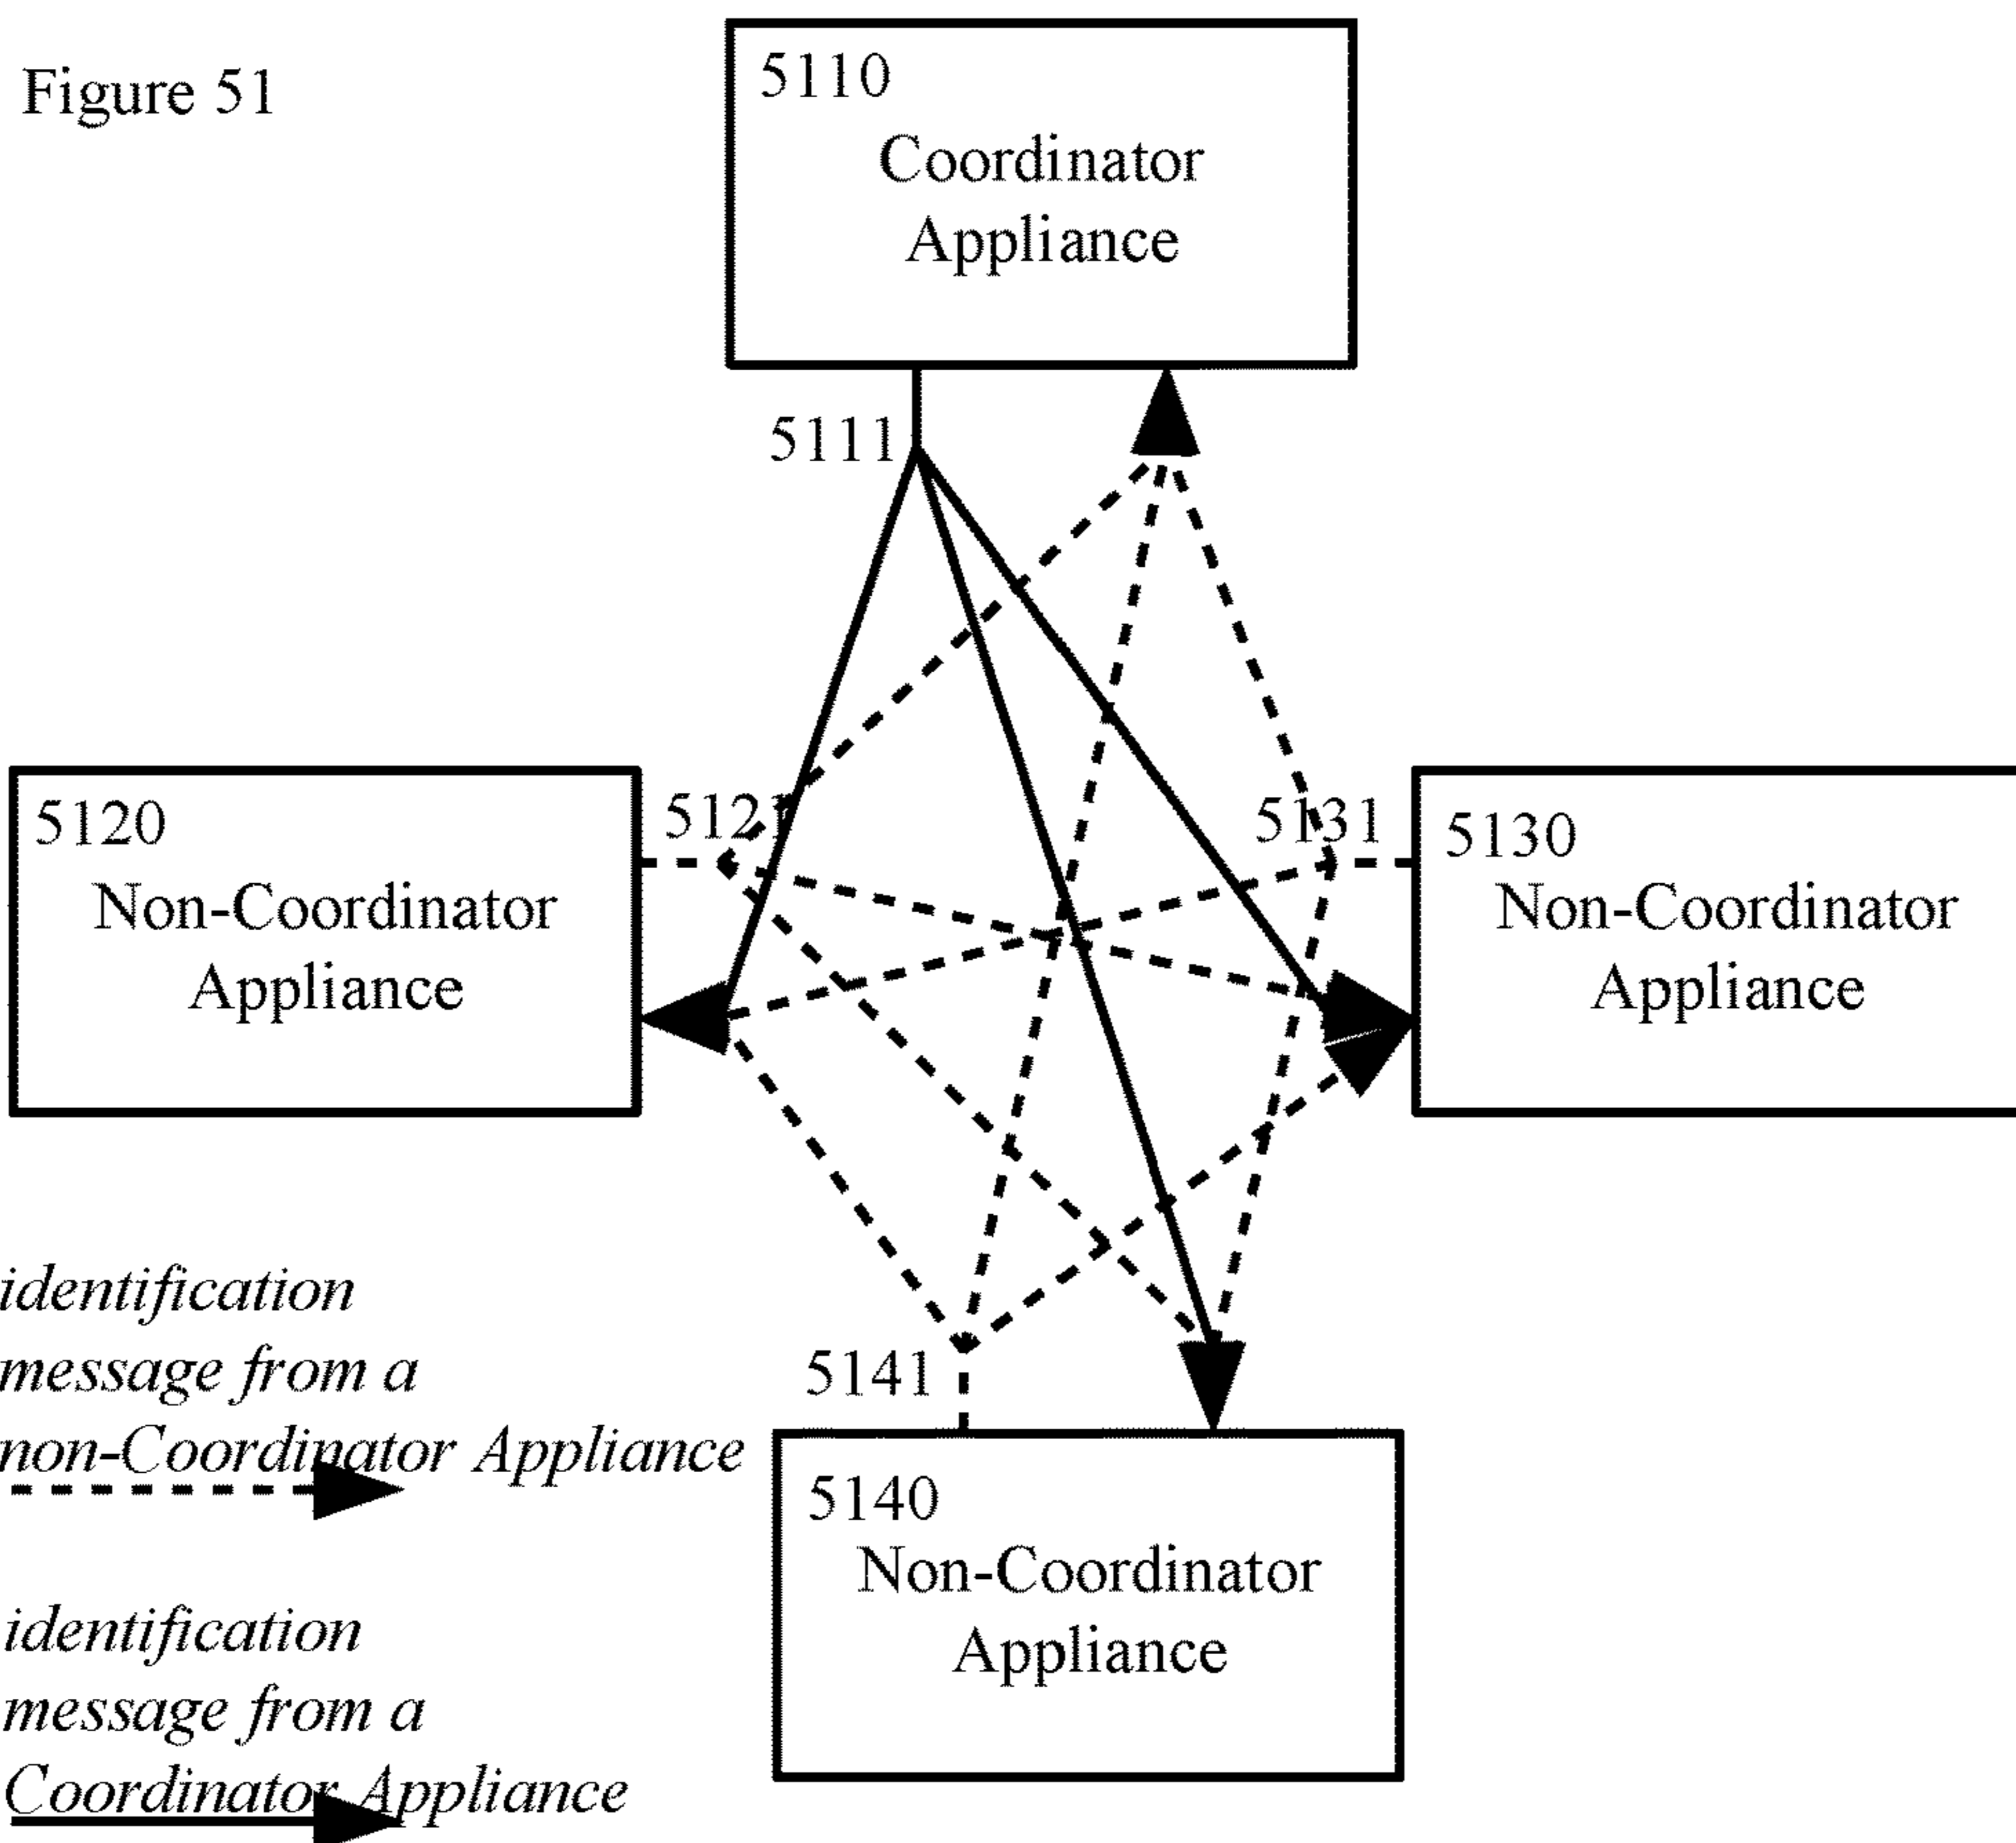 Figure 51
5110
Coordinator
Appliance
5111
5120
Non-Coordinator
Appliance
5121
5131
5130
Non-Coordinator
Appliance
identification
message from a
non-Coordinator Appliance
5141
5140
Non-Coordinator
Appliance
identification
message from a
Coordinator Appliance